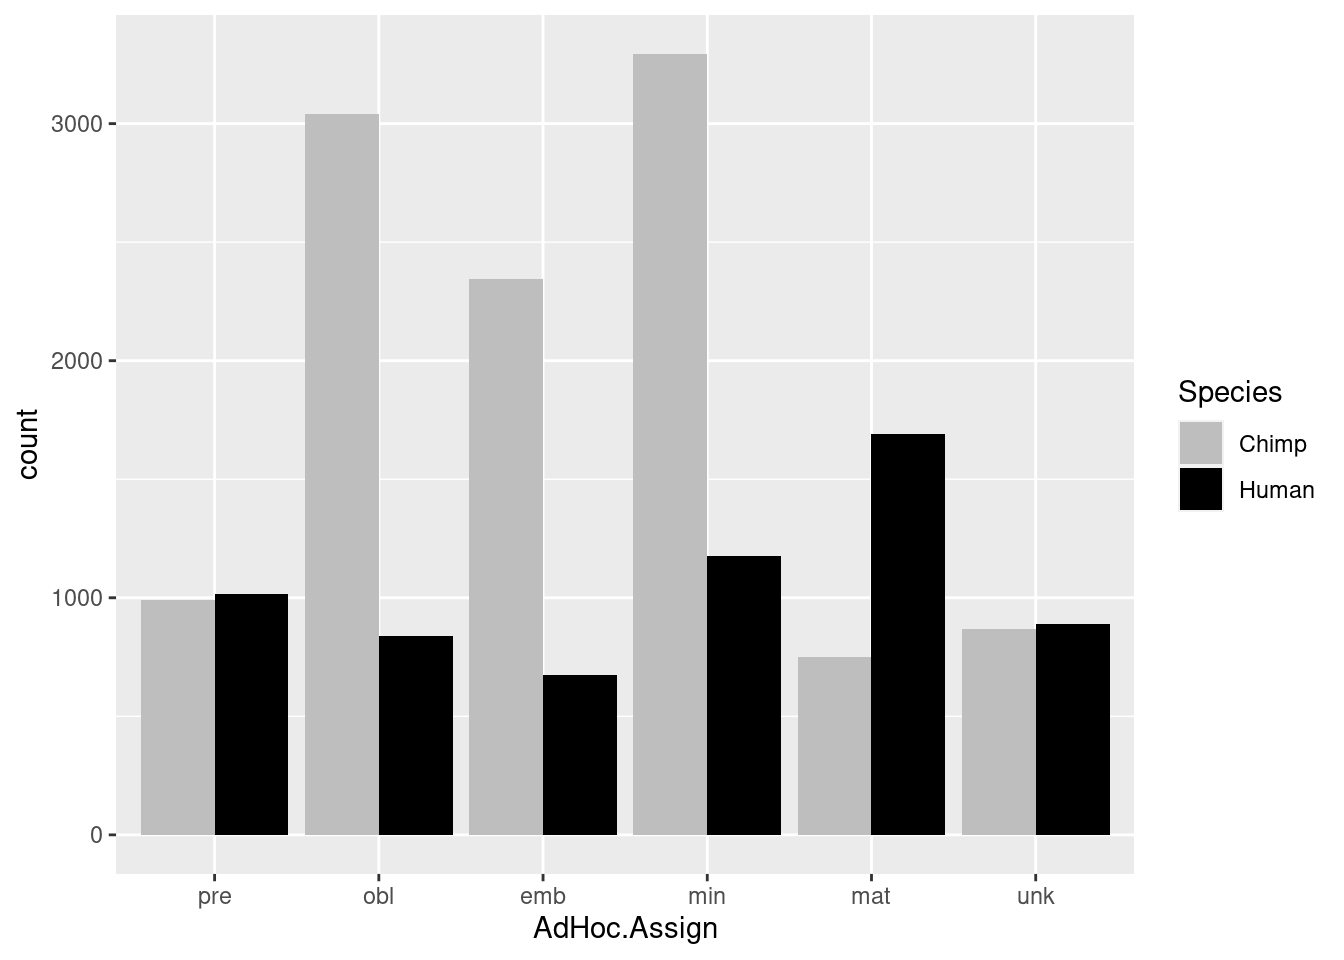 3000
2000
1000
0
count
pre obl emb min mat unk
AdHoc.Assign
Species
Chimp
Human